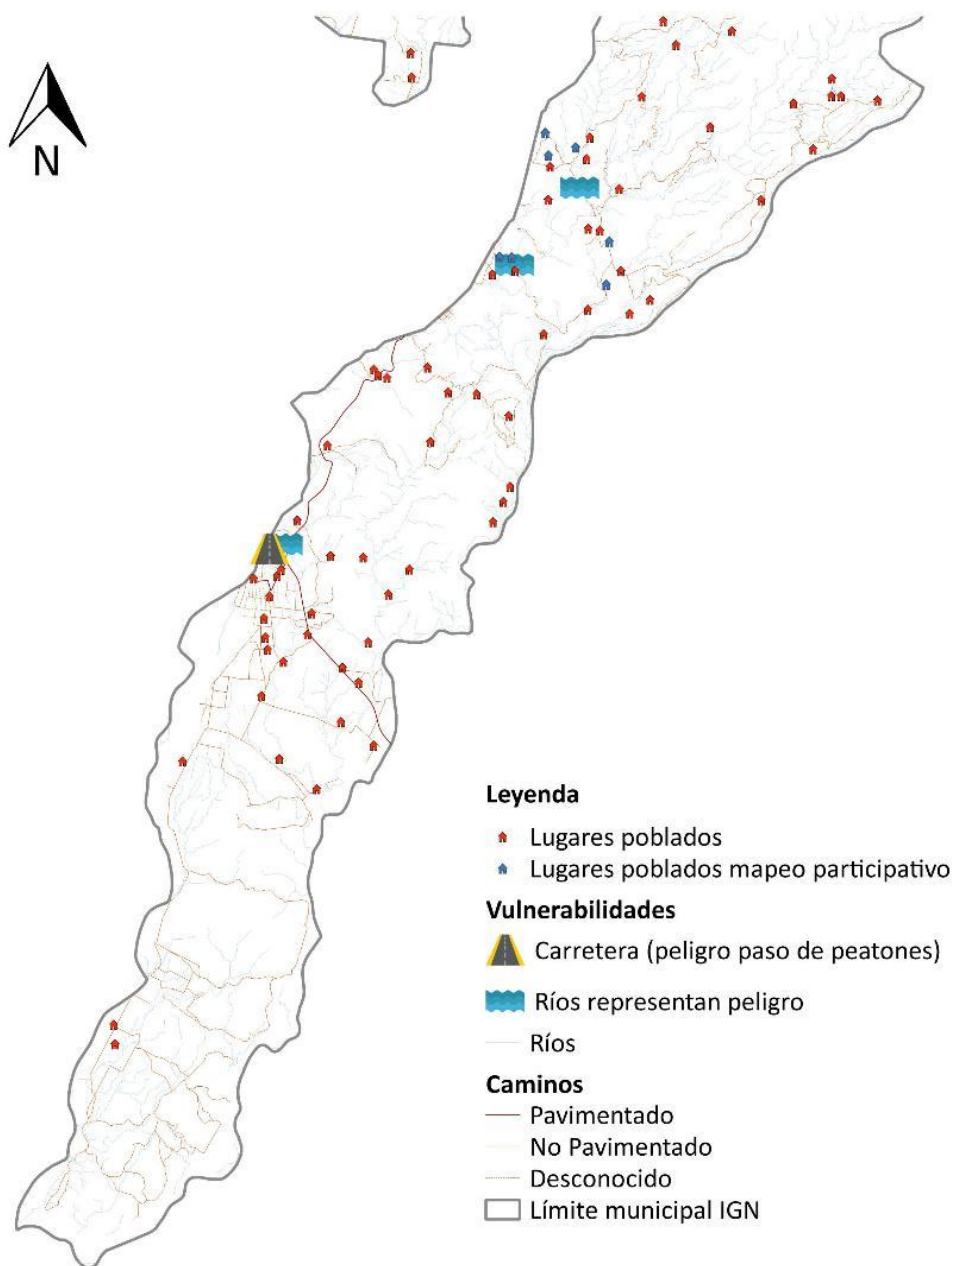 N
Leyenda
Lugares poblados
Lugares poblados mapeo participativo
Vulnerabilidades
Carretera (peligro paso de peatones)
Ríos representan peligro
Ríos
Caminos
Pavimentado
No Pavimentado
Desconocido
Límite municipal IGN